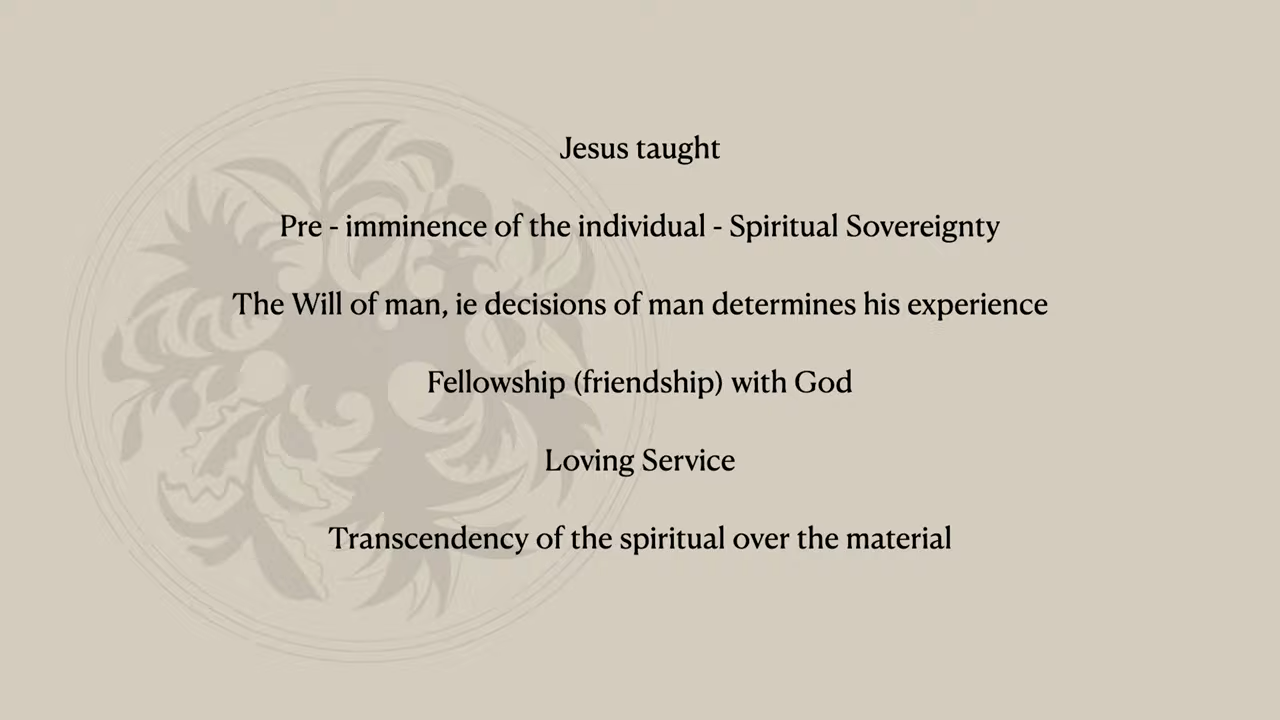 Jesus taught
Pre - imminence of the individual - Spiritual Sovereignty
The Will of man, ie decisions of man determines his experience
Fellowship (friendship) with God
Loving Service
Transcendency of the spiritual over the material